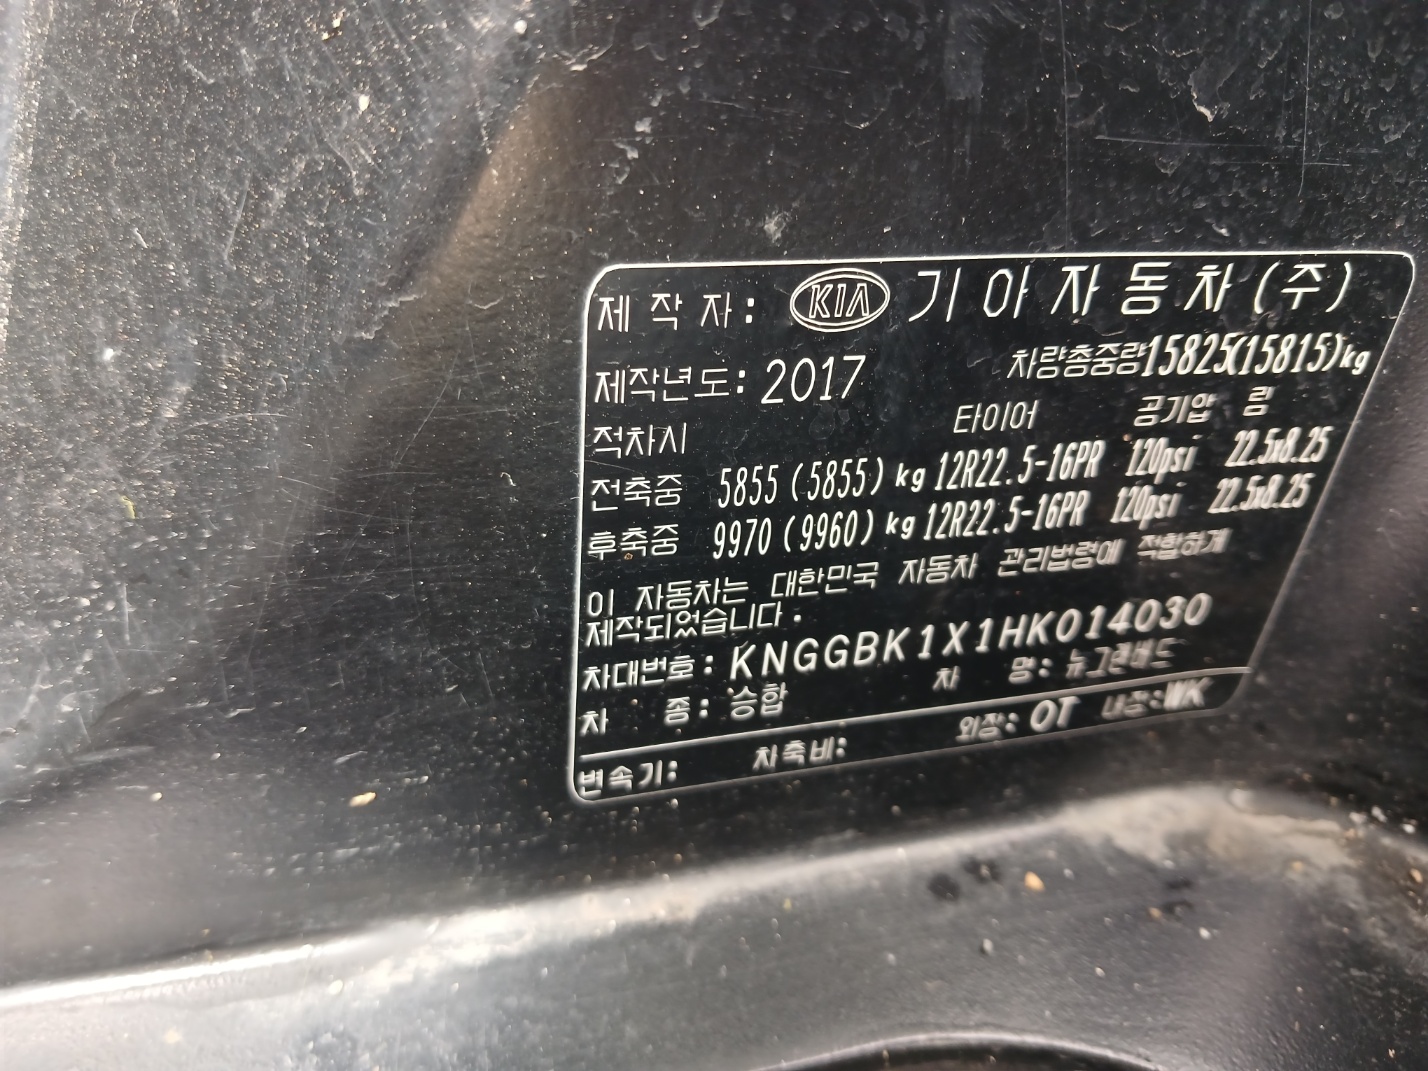 제 작 자: KIA 기아자동차(주)
제작년도: 2017 차량총중량15825(15815)kg
적차시 타이어 공기압 림
전축중 5855(5855)kg 12R22.5-16PR 120psi 22.5x8.25
후축중 9970(9960)kg 12R22.5-16PR 120psi 22.5x8.25
이 자동차는 대한민국 자동차 관리법령에 적합하게
제작되었습니다.
차대번호: KNGGBK1X1HK014030
차 종: 승합 차 명: 뉴그랜버드
변속기: 차축비: 외장: OT 내장:WK